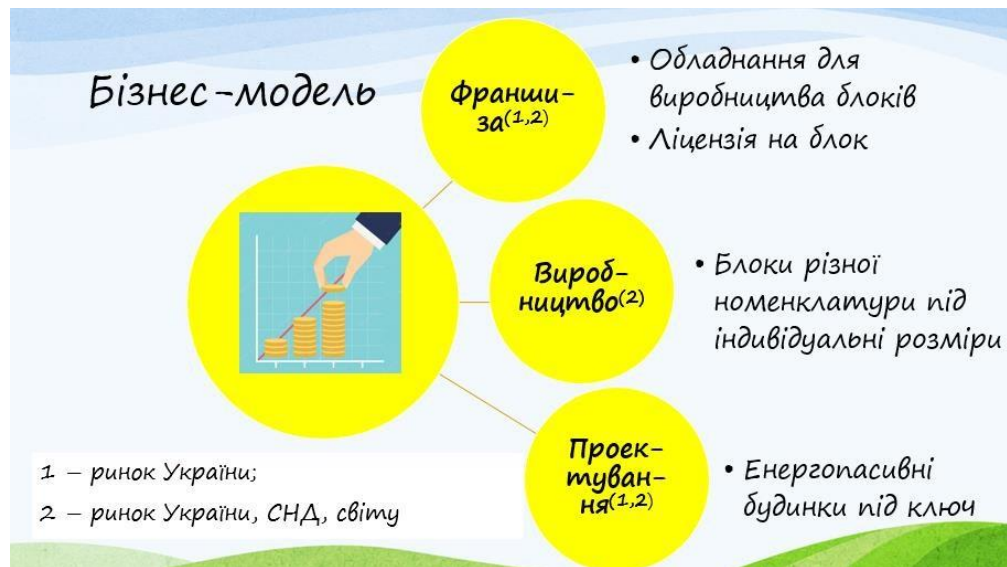 Бізнес-модель
Франши-
за(1,2)
• Обладнання для
виробництва блоків
• Ліцензія на блок
Вироб-
ництво(2)
• Блоки різної
номенклатури під
індивідуальні розміри
Проек-
туван-
ня(1,2)
• Енергопасивні
будинки під ключ
1 – ринок України;
2 – ринок України, СНД, світу